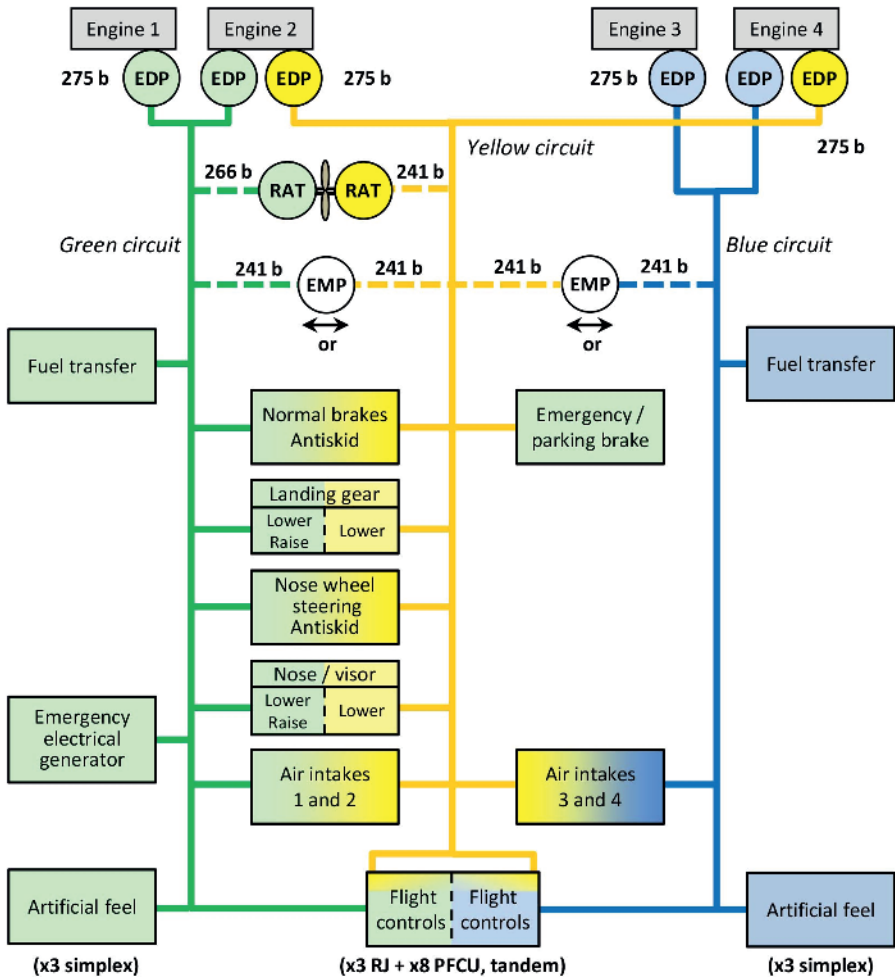 Engine 1
Engine 2
Engine 3
Engine 4
275 b
EDP
EDP
EDP
275 b
275 b
EDP
EDP
EDP
Yellow circuit
275 b
266 b
RAT
RAT
241 b
Green circuit
Blue circuit
241 b
EMP
241 b
241 b
EMP
241 b
or
or
Fuel transfer
Fuel transfer
Normal brakes
Antiskid
Emergency /
parking brake
Landing gear
Lower
Raise
Lower
Nose wheel
steering
Antiskid
Nose / visor
Lower
Raise
Lower
Emergency
electrical
generator
Air intakes
1 and 2
Air intakes
3 and 4
Artificial feel
Flight
controls
Flight
controls
Artificial feel
(x3 simplex)
(x3 RJ + x8 PFCU, tandem)
(x3 simplex)